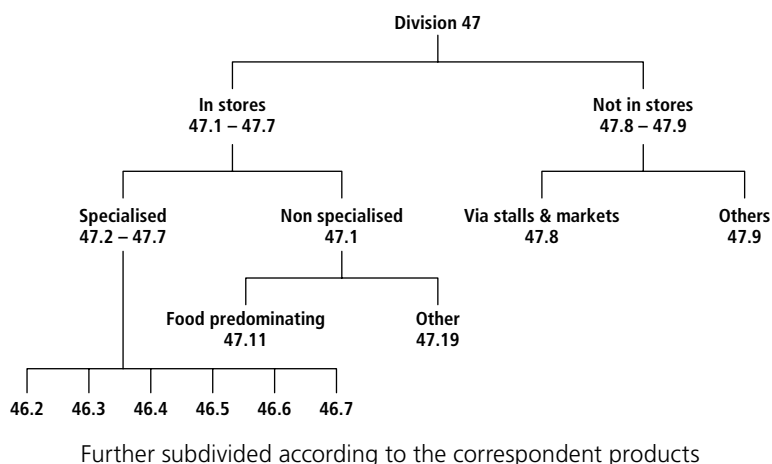 Division 47
In stores
47.1 – 47.7
Not in stores
47.8 – 47.9
Specialised
47.2 – 47.7
Non specialised
47.1
Via stalls & markets
47.8
Others
47.9
Food predominating
47.11
Other
47.19
46.2 46.3 46.4 46.5 46.6 46.7
Further subdivided according to the correspondent products